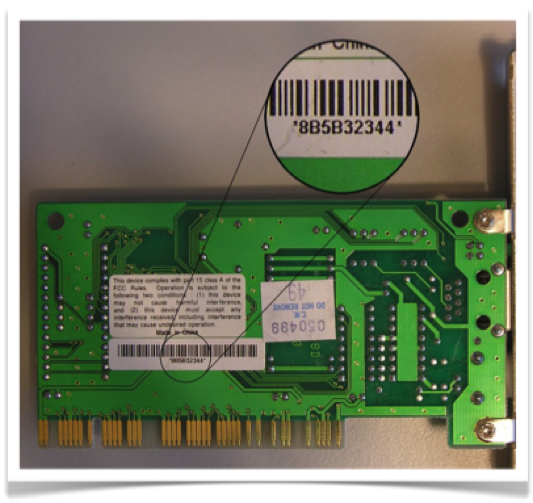 in China
*8B5B32344*
This device complies with part 15 class A of the
FCC Rules. Operation is subject to the
following two conditions: (1) this device
may not cause harmful interference,
and (2) this device must accept any
interference received, including interference
that may cause undesired operation.
Made in China
*8B5B32344*
050499
C.W.
DO NOT REMOVE